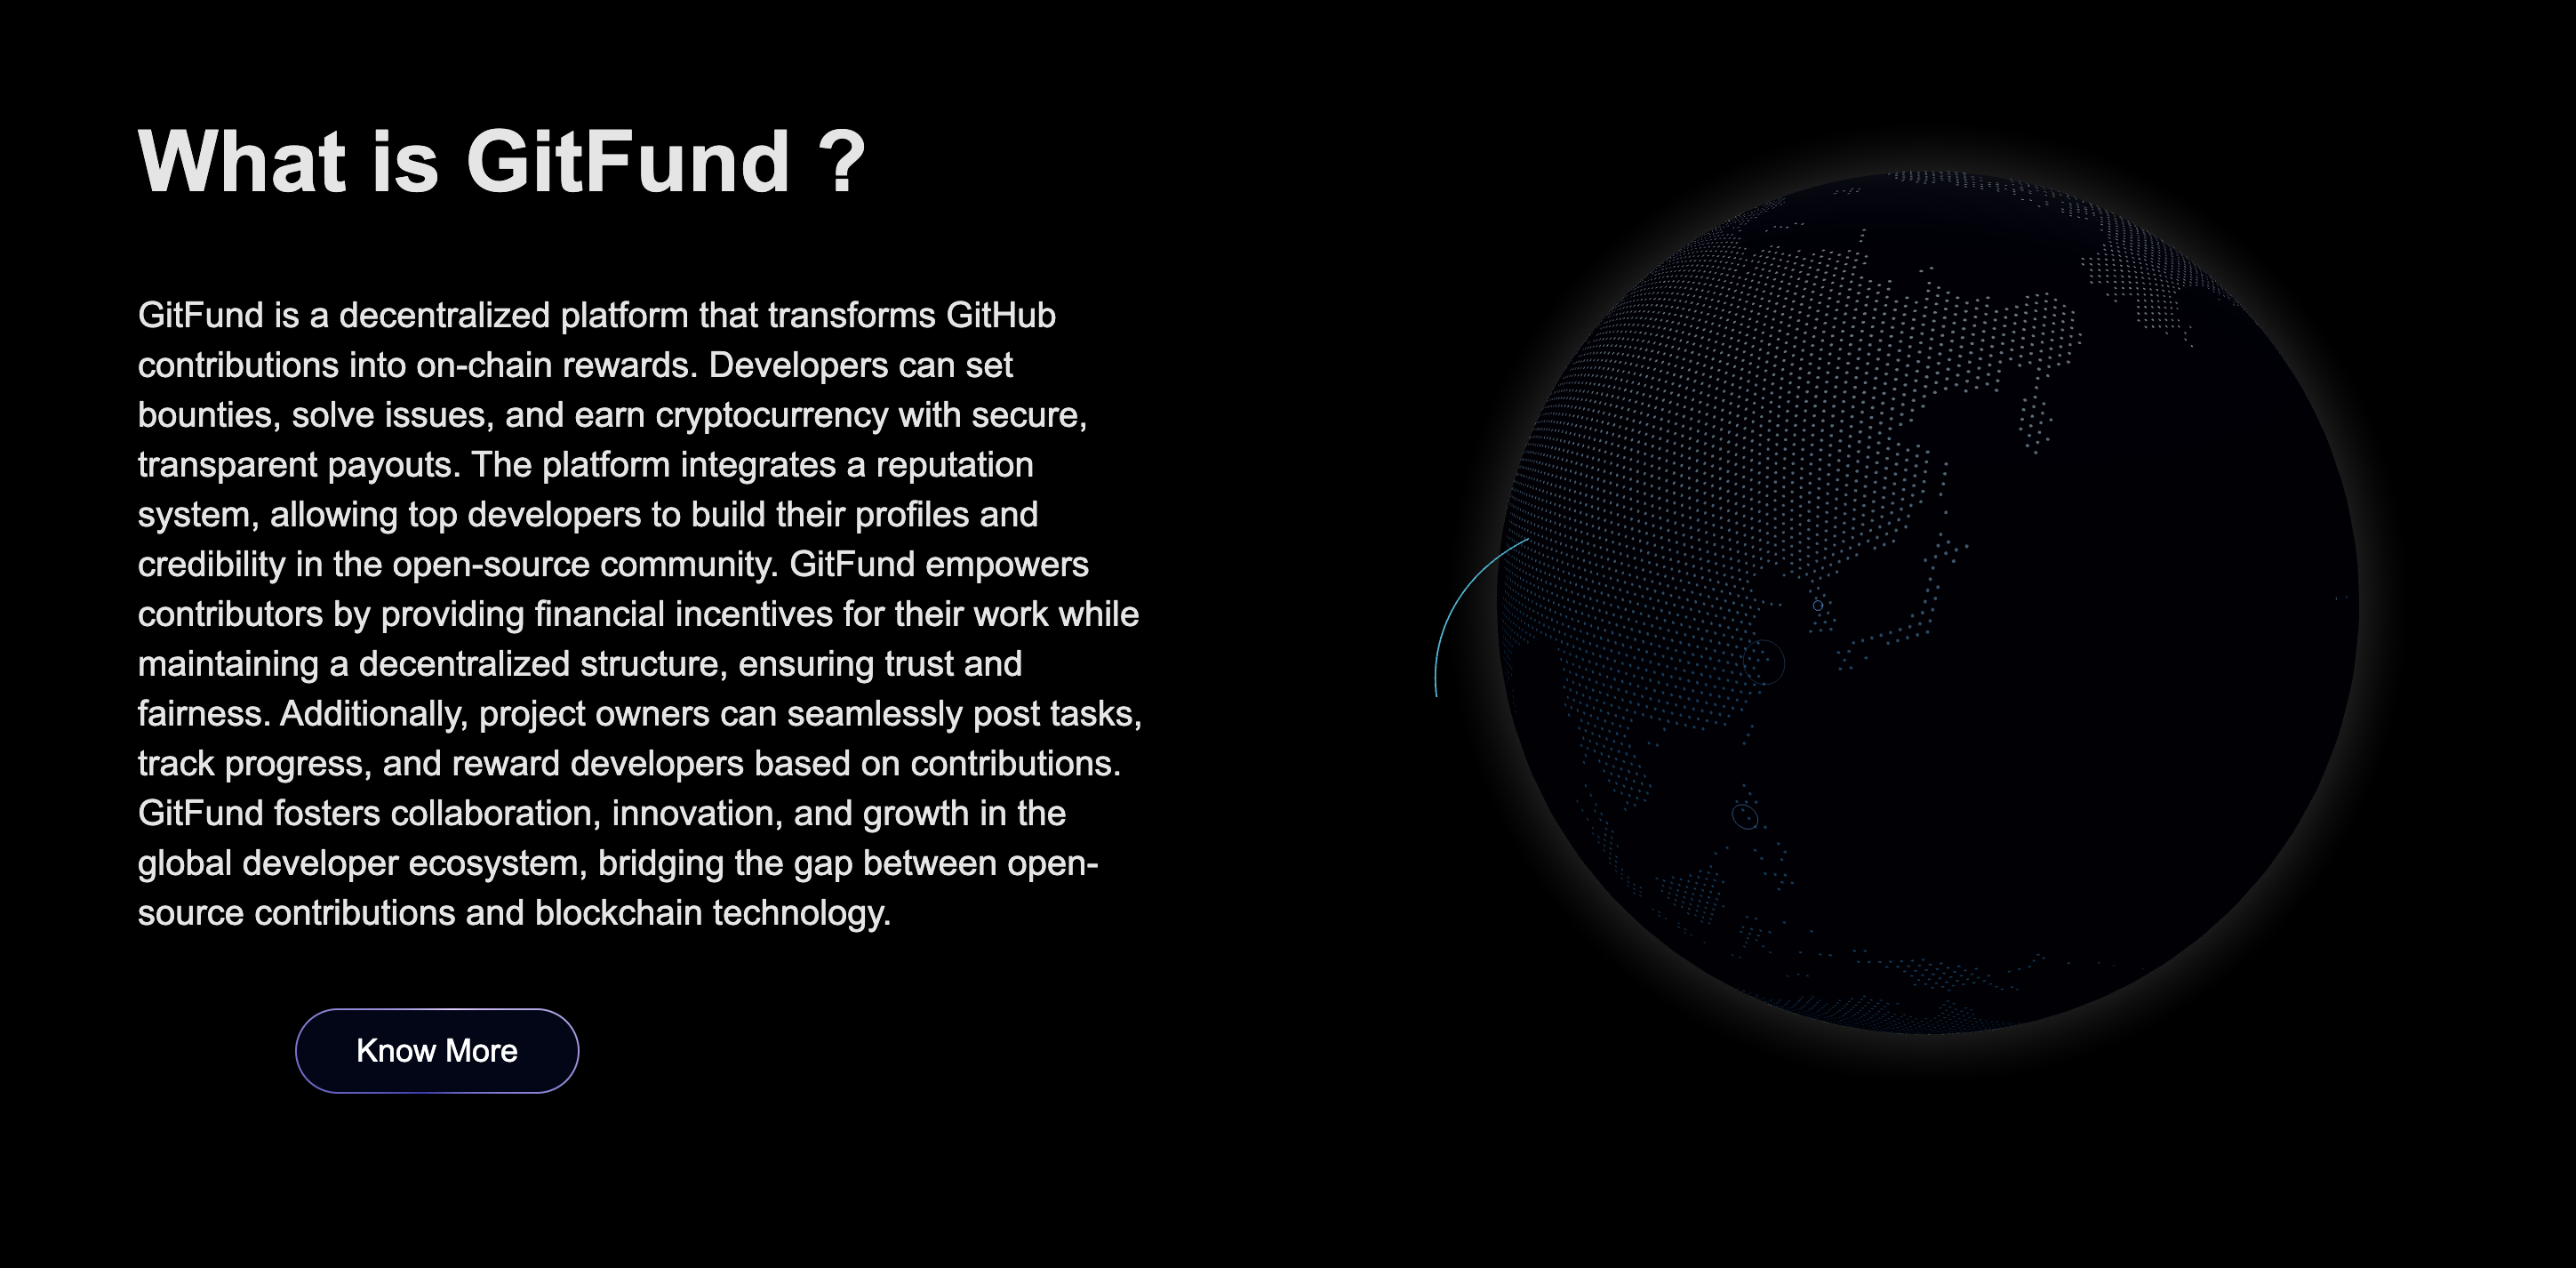 What is GitFund ?
GitFund is a decentralized platform that transforms GitHub
contributions into on-chain rewards. Developers can set
bounties, solve issues, and earn cryptocurrency with secure,
transparent payouts. The platform integrates a reputation
system, allowing top developers to build their profiles and
credibility in the open-source community. GitFund empowers
contributors by providing financial incentives for their work while
maintaining a decentralized structure, ensuring trust and
fairness. Additionally, project owners can seamlessly post tasks,
track progress, and reward developers based on contributions.
GitFund fosters collaboration, innovation, and growth in the
global developer ecosystem, bridging the gap between open-
source contributions and blockchain technology.
Know More